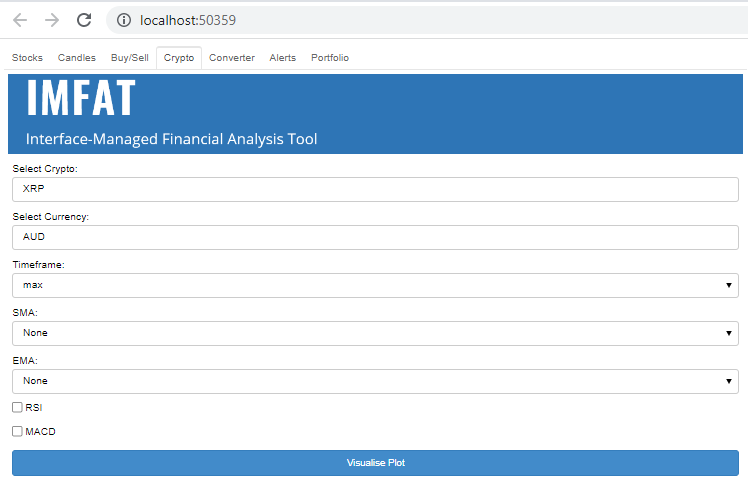 localhost:50359
Stocks Candles Buy/Sell Crypto Converter Alerts Portfolio
IMFAT
Interface-Managed Financial Analysis Tool
Select Crypto:
XRP
Select Currency:
AUD
Timeframe:
max
SMA:
None
EMA:
None
RSI
MACD
Visualise Plot